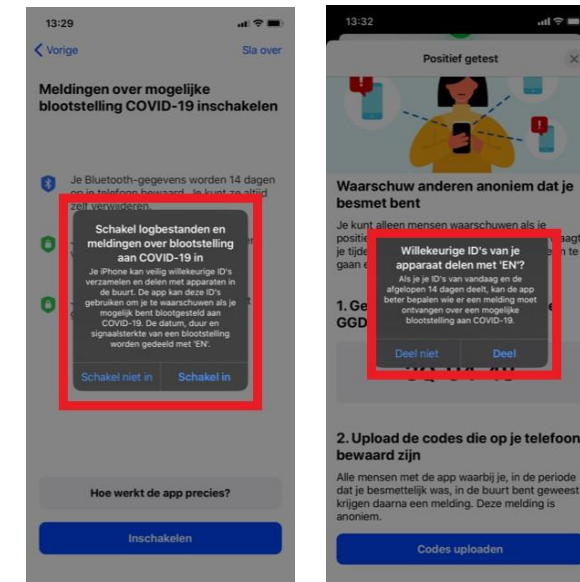 13:29
Vorige
Sla over
Meldingen over mogelijke
blootstelling COVID-19 inschakelen
Je Bluetooth-gegevens worden 14 dagen
op je telefoon bewaard. Je kunt ze altijd
zelf verwijderen.
Schakel logbestanden en
meldingen over blootstelling
aan COVID-19 in
Je iPhone kan veilig willekeurige ID's
verzamelen en delen met apparaten in
de buurt. De app kan deze ID's
gebruiken om je te waarschuwen als je
mogelijk bent blootgesteld aan
COVID-19. De datum, duur en
signaalsterkte van een blootstelling
worden gedeeld met 'EN'.
Schakel niet in
Schakel in
Hoe werkt de app precies?
Inschakelen
13:32
Positief getest
Waarschuw anderen anoniem dat je
besmet bent
Je kunt alleen mensen waarschuwen als je
je tijde
Willekeurige ID's van je
apparaat delen met 'EN'?
Als je je ID's van vandaag en de
afgelopen 14 dagen deelt, kan de app
beter bepalen wie er een melding moet
ontvangen over een mogelijke
blootstelling aan COVID-19.
Deel niet
Deel
1. Ge
GGD
2. Upload de codes die op je telefoon
bewaard zijn
Alle mensen met de app waarbij je, in de periode
dat je besmettelijk was, in de buurt bent geweest
krijgen daarna een melding. Deze melding is
anoniem.
Codes uploaden